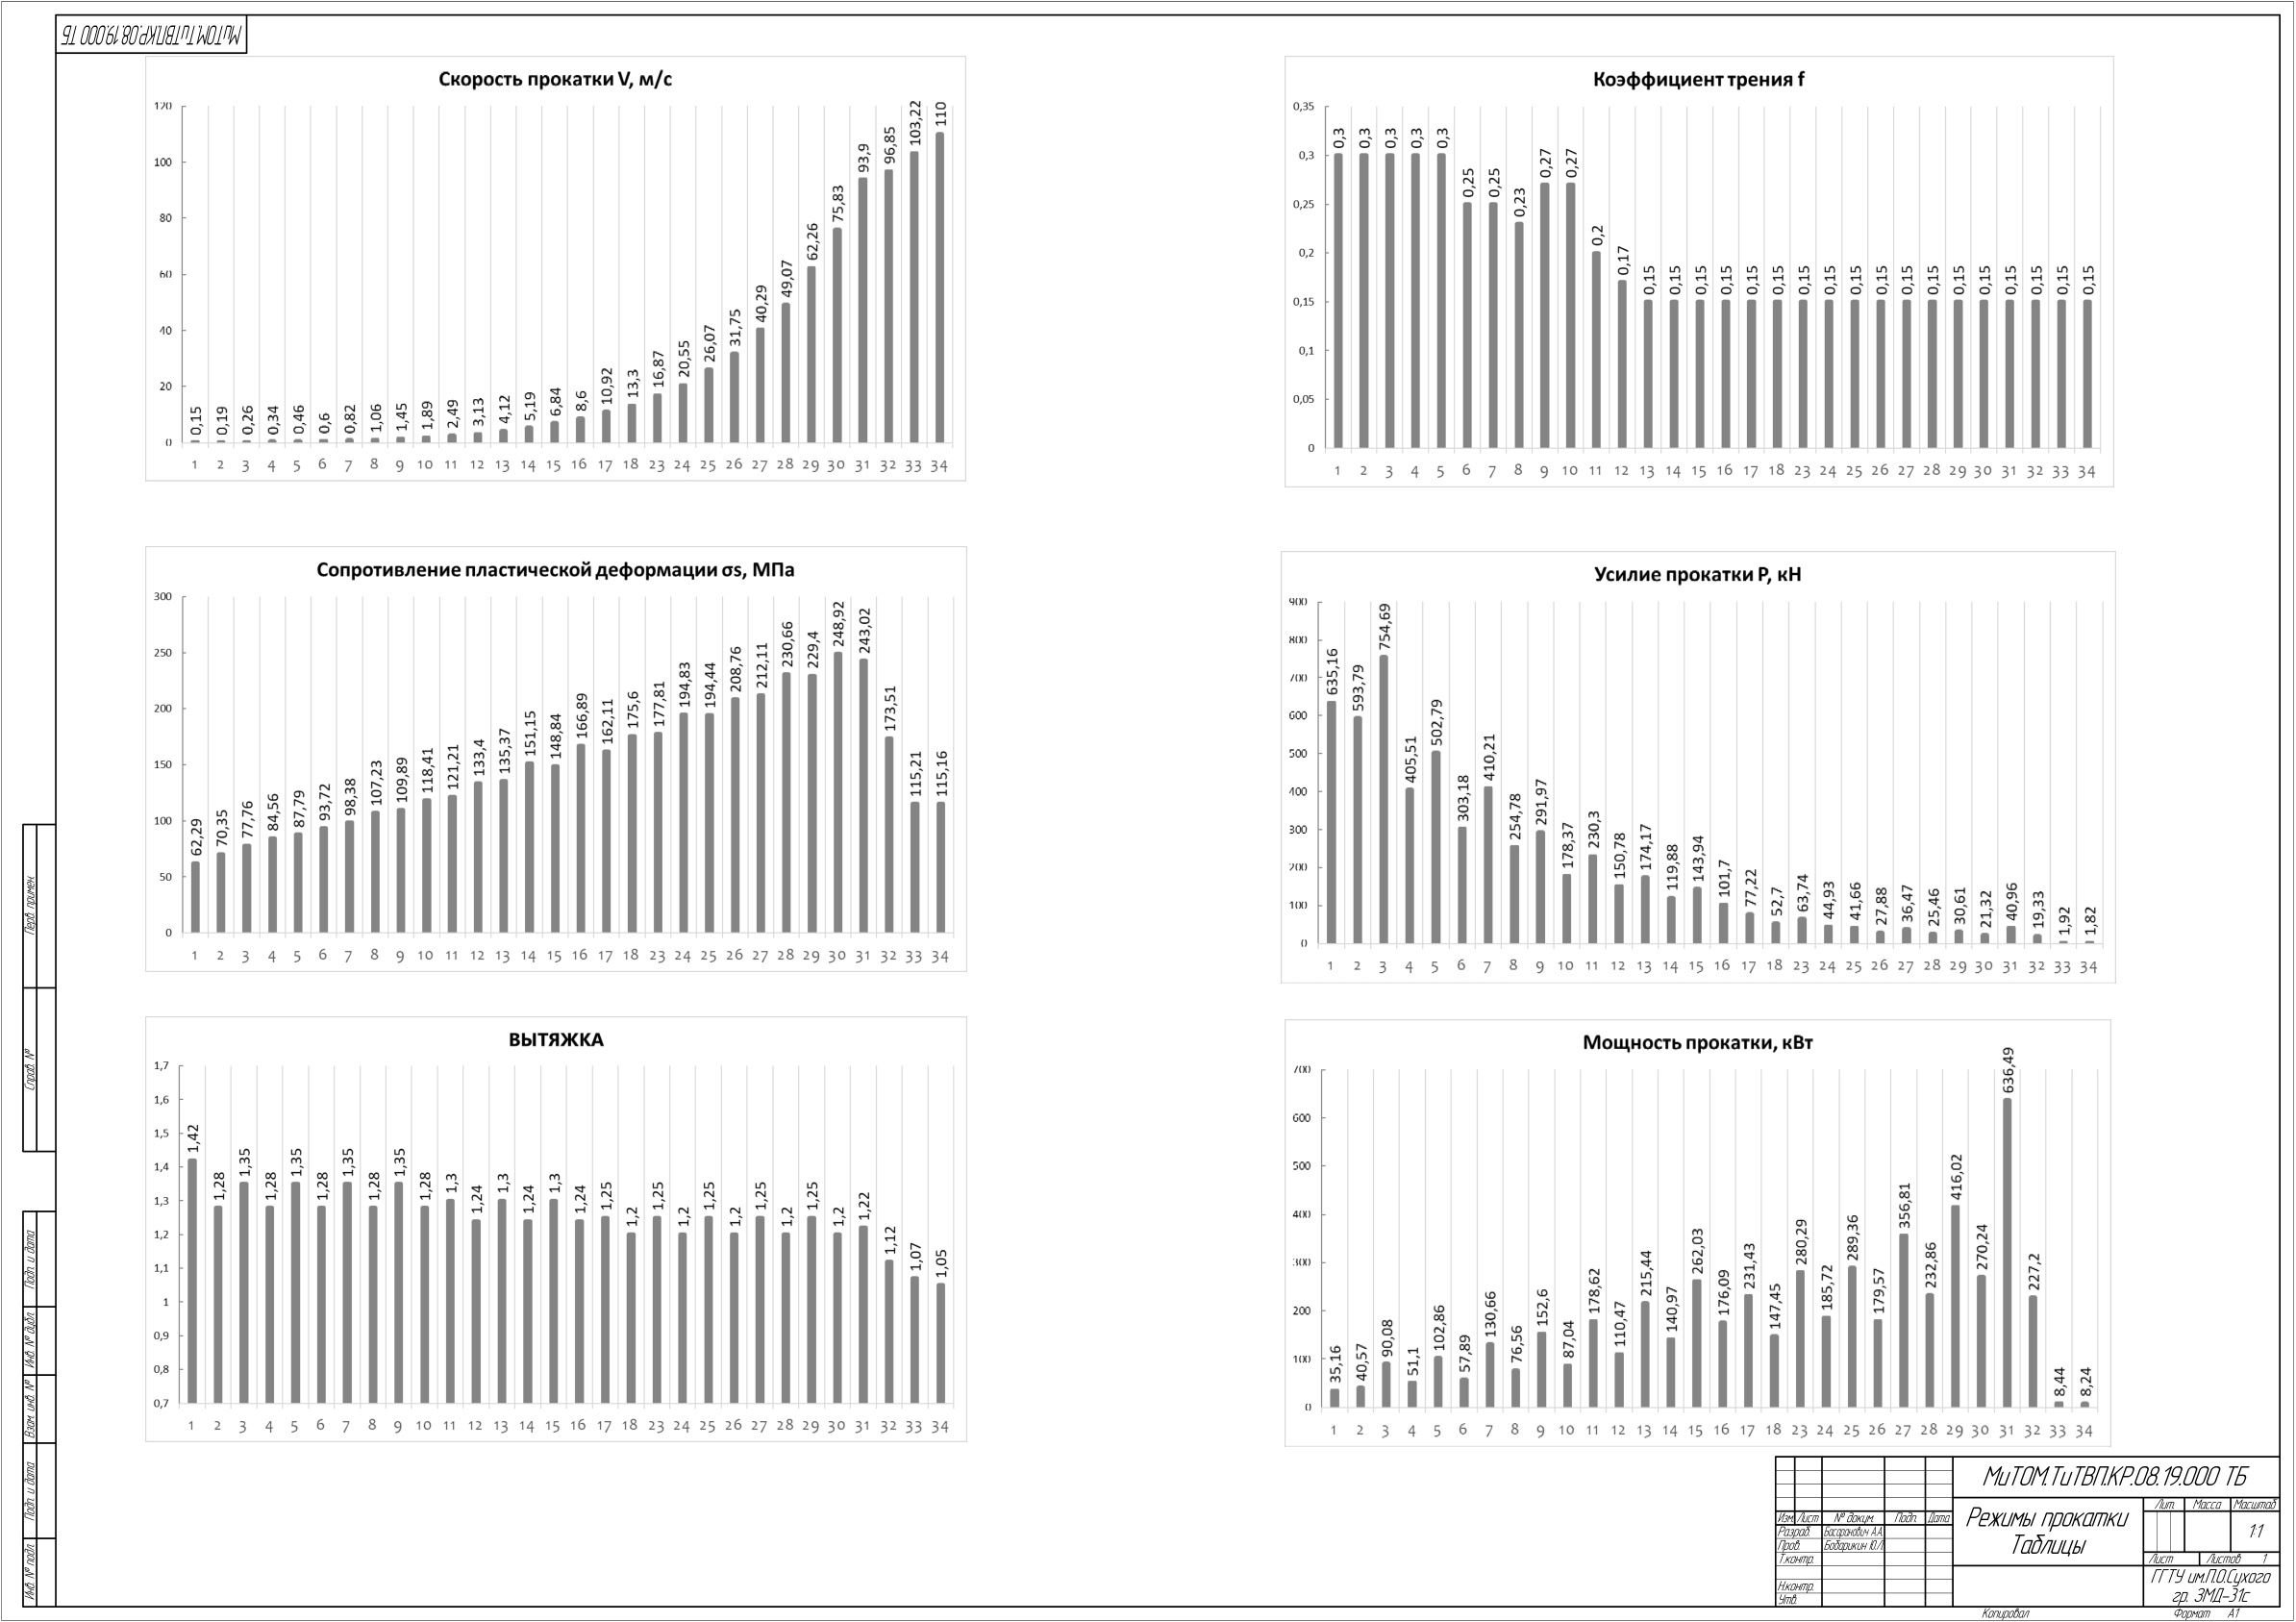 МиТОМ.ТиТВП.КР.08.19.000 ТБ
Скорость прокатки V, м/с
120
100
80
60
40
20
0
0,15 0,19 0,26 0,34 0,46 0,6 0,82 1,06 1,45 1,89 2,49 3,13 4,12 5,19 6,84 8,6 10,92 13,3 16,87 20,55 26,07 31,75 40,29 49,07 62,26 75,83 93,9 96,85 103,22 110
1 2 3 4 5 6 7 8 9 10 11 12 13 14 15 16 17 18 23 24 25 26 27 28 29 30 31 32 33 34
Коэффициент трения f
0,35
0,3
0,25
0,2
0,15
0,1
0,05
0
0,3 0,3 0,3 0,3 0,3 0,25 0,25 0,23 0,27 0,27 0,2 0,17 0,15 0,15 0,15 0,15 0,15 0,15 0,15 0,15 0,15 0,15 0,15 0,15 0,15 0,15 0,15 0,15 0,15 0,15
1 2 3 4 5 6 7 8 9 10 11 12 13 14 15 16 17 18 23 24 25 26 27 28 29 30 31 32 33 34
Сопротивление пластической деформации σs, МПа
300
250
200
150
100
50
0
62,29 70,35 77,76 84,56 87,79 93,72 98,38 107,23 109,89 118,41 121,21 133,4 135,37 151,15 148,84 166,89 162,11 175,6 177,81 194,83 194,44 208,76 212,11 230,66 229,4 248,92 243,02 173,51 115,21 115,16
1 2 3 4 5 6 7 8 9 10 11 12 13 14 15 16 17 18 23 24 25 26 27 28 29 30 31 32 33 34
Усилие прокатки P, кН
900
800
700
600
500
400
300
200
100
0
635,16 593,79 754,69 405,51 502,79 303,18 410,21 254,78 291,97 178,37 230,3 150,78 174,17 119,88 143,94 101,7 77,22 52,7 63,74 44,93 41,66 27,88 36,47 25,46 30,61 21,32 40,96 19,33 1,92 1,82
1 2 3 4 5 6 7 8 9 10 11 12 13 14 15 16 17 18 23 24 25 26 27 28 29 30 31 32 33 34
ВЫТЯЖКА
1,7
1,6
1,5
1,4
1,3
1,2
1,1
1
0,9
0,8
0,7
1,42 1,28 1,35 1,28 1,35 1,28 1,35 1,28 1,35 1,28 1,3 1,24 1,3 1,24 1,3 1,24 1,25 1,2 1,25 1,2 1,25 1,2 1,25 1,2 1,25 1,2 1,22 1,12 1,07 1,05
1 2 3 4 5 6 7 8 9 10 11 12 13 14 15 16 17 18 23 24 25 26 27 28 29 30 31 32 33 34
Мощность прокатки, кВт
700
600
500
400
300
200
100
0
35,16 40,57 90,08 51,1 102,86 57,89 130,66 76,56 152,6 87,04 178,62 110,47 215,44 140,97 262,03 176,09 231,43 147,45 280,29 185,72 289,36 179,57 356,81 232,86 416,02 270,24 636,49 227,2 8,44 8,24
1 2 3 4 5 6 7 8 9 10 11 12 13 14 15 16 17 18 23 24 25 26 27 28 29 30 31 32 33 34
Перв. примен.
Справ. №
Подп. и дата
Инв. № дубл.
Взам. инв. №
Подп. и дата
Инв. № подл.
МиТОМ.ТиТВП.КР.08.19.000 ТБ
Изм. Лист № докум. Подп. Дата
Разраб. Басаранович А.А.
Пров. Бобарикин Ю.Л.
Т.контр.
Н.контр.
Утв.
Режимы прокатки
Таблицы
Лит. Масса Масштаб
1:1
Лист Листов 1
ГГТУ им.П.О.Сухого
гр. ЗМД-31с
Копировал Формат А1